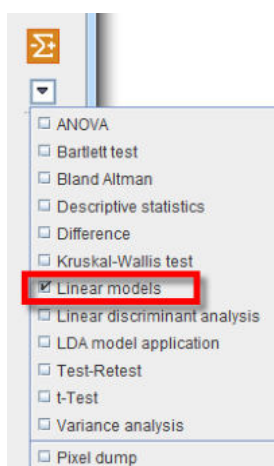 ANOVA
Bartlett test
Bland Altman
Descriptive statistics
Difference
Kruskal-Wallis test
Linear models
Linear discriminant analysis
LDA model application
Test-Retest
t-Test
Variance analysis
Pixel dump